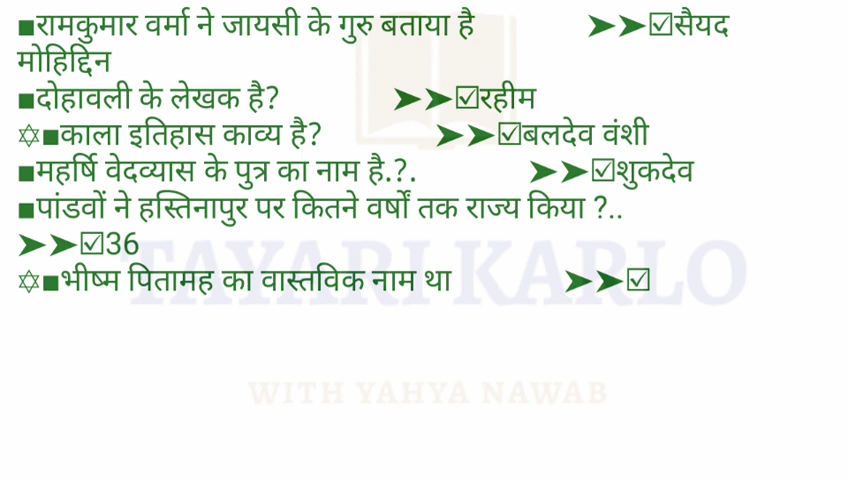 ■रामकुमार वर्मा ने जायसी के गुरु बताया है ➤➤☑सैयद
मोहिद्दिन
■दोहावली के लेखक है? ➤➤☑रहीम
✡■काला इतिहास काव्य है? ➤➤☑बलदेव वंशी
■महर्षि वेदव्यास के पुत्र का नाम है.?. ➤➤☑शुकदेव
■पांडवों ने हस्तिनापुर पर कितने वर्षों तक राज्य किया ?..
➤➤☑36
✡■भीष्म पितामह का वास्तविक नाम था ➤➤☑
TAYARI KARLO
WITH YAHYA NAWAB